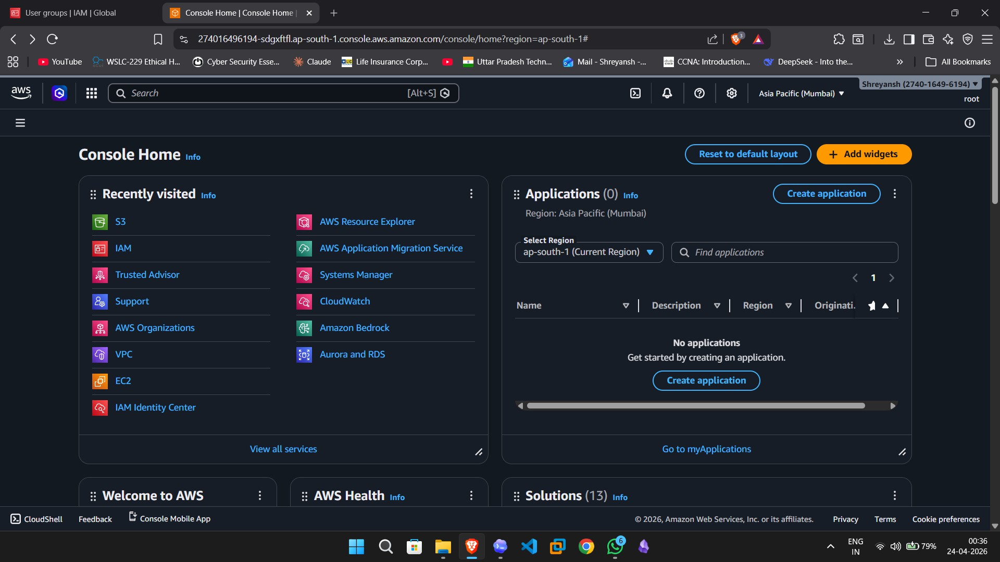 User groups | IAM | Global
Console Home | Console Home |
274016496194-sdgxftfl.ap-south-1.console.aws.amazon.com/console/home?region=ap-south-1#
3
YouTube
WSLC-229 Ethical H...
Cyber Security Esse...
Claude
Life Insurance Corp...
Uttar Pradesh Techn...
Mail - Shreyansh -...
CCNA: Introduction...
DeepSeek - Into the...
All Bookmarks
aws
Search
[Alt+S]
Asia Pacific (Mumbai)
Shreyansh (2740-1649-6194)
root
Console Home Info
Reset to default layout
Add widgets
Recently visited Info
S3
IAM
Trusted Advisor
Support
AWS Organizations
VPC
EC2
IAM Identity Center
AWS Resource Explorer
AWS Application Migration Service
Systems Manager
CloudWatch
Amazon Bedrock
Aurora and RDS
View all services
Applications (0) Info
Create application
Region: Asia Pacific (Mumbai)
Select Region
ap-south-1 (Current Region)
Find applications
1
Name
Description
Region
Originati.
No applications
Get started by creating an application.
Create application
Go to myApplications
Welcome to AWS
AWS Health Info
Solutions (13) Info
CloudShell
Feedback
Console Mobile App
© 2026, Amazon Web Services, Inc. or its affiliates.
Privacy
Terms
Cookie preferences
6
ENG
IN
79%
00:36
24-04-2026